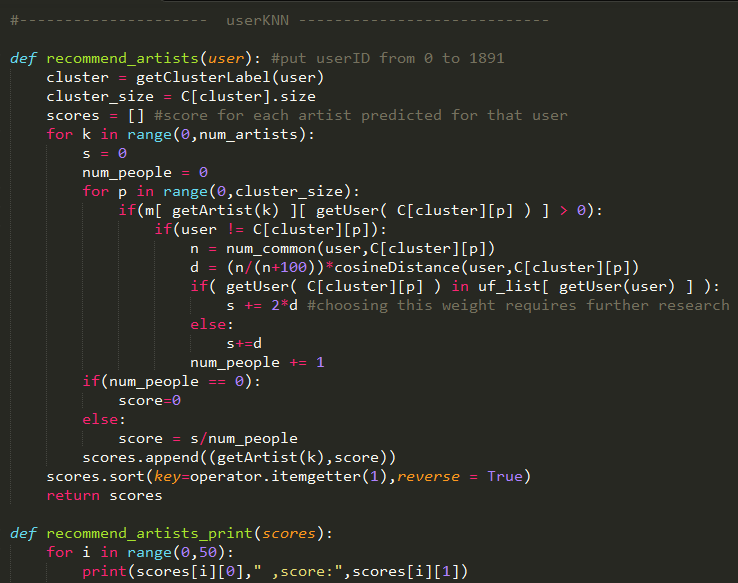 #---------------------  userKNN ----------------------------
def recommend_artists(user): #put userID from 0 to 1891
    cluster = getClusterLabel(user)
    cluster_size = C[cluster].size
    scores = [] #score for each artist predicted for that user
    for k in range(0,num_artists):
        s = 0
        num_people = 0
        for p in range(0,cluster_size):
            if(m[ getArtist(k) ][ getUser( C[cluster][p] ) ] > 0):
                if(user != C[cluster][p]):
                    n = num_common(user,C[cluster][p])
                    d = (n/(n+100))*cosineDistance(user,C[cluster][p])
                    if( getUser( C[cluster][p] ) in uf_list[ getUser(user) ] ):
                        s += 2*d #choosing this weight requires further research
                    else:
                        s+=d
                    num_people += 1
        if(num_people == 0):
            score=0
        else:
            score = s/num_people
        scores.append((getArtist(k),score))
    scores.sort(key=operator.itemgetter(1),reverse = True)
    return scores
def recommend_artists_print(scores):
    for i in range(0,50):
        print(scores[i][0]," ,score:",scores[i][1])